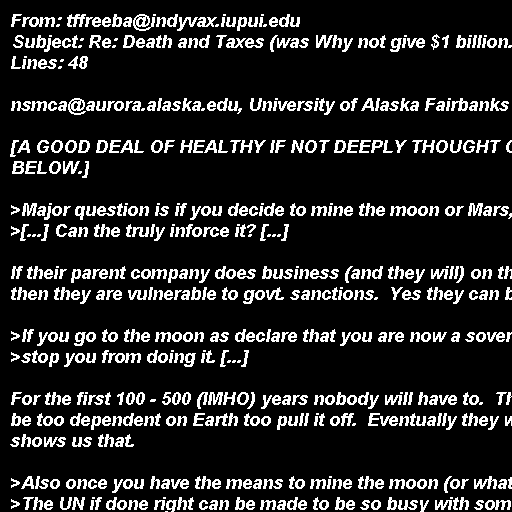 From: tffreeba@indyvax.iupui.edu
Subject: Re: Death and Taxes (was Why not give $1 billion.
Lines: 48
nsmca@aurora.alaska.edu, University of Alaska Fairbanks
[A GOOD DEAL OF HEALTHY IF NOT DEEPLY THOUGHT
BELOW.]
>Major question is if you decide to mine the moon or Mars,
>[...] Can the truly inforce it? [...]
If their parent company does business (and they will) on th
then they are vulnerable to govt. sanctions.  Yes they can b
>If you go to the moon as declare that you are now a sover
>stop you from doing it. [...]
For the first 100 - 500 (IMHO) years nobody will have to.  Th
be too dependent on Earth too pull it off.  Eventually they w
shows us that.
>Also once you have the means to mine the moon (or what
>The UN if done right can be made to be so busy with som